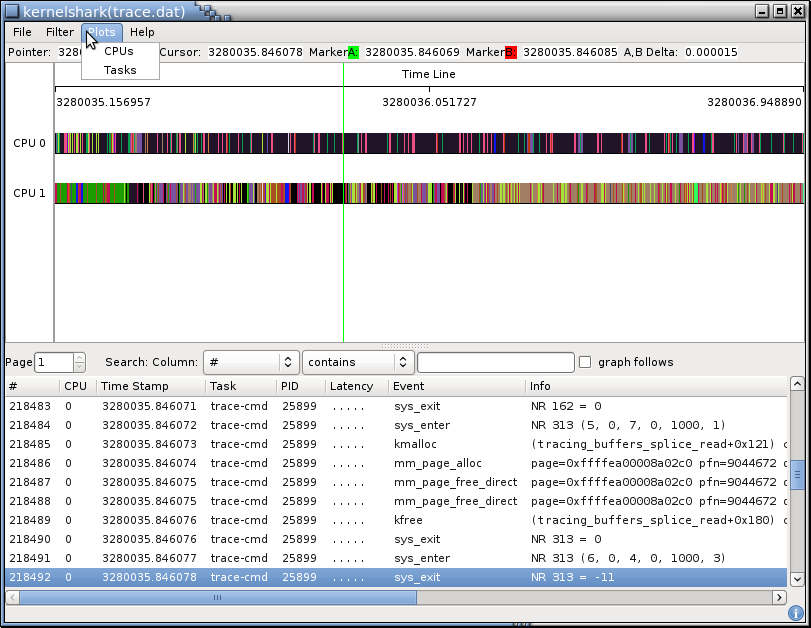 kernelshark(trace.dat)
File Filter Plots Help
Pointer: Cursor: 3280035.846078 Marker A: 3280035.846069 Marker B: 3280035.846085 A,B Delta: 0.000015
CPUs
Tasks
Time Line
3280035.156957 3280036.051727 3280036.948890
CPU 0
CPU 1
Page 1 Search: Column: # contains graph follows
# CPU Time Stamp Task PID Latency Event Info
218483 0 3280035.846071 trace-cmd 25899 ..... sys_exit NR 162 = 0
218484 0 3280035.846072 trace-cmd 25899 ..... sys_enter NR 313 (5, 0, 7, 0, 1000, 1)
218485 0 3280035.846073 trace-cmd 25899 ..... kmalloc (tracing_buffers_splice_read+0x121)
218486 0 3280035.846074 trace-cmd 25899 ..... mm_page_alloc page=0xffffea00008a02c0 pfn=9044672
218487 0 3280035.846075 trace-cmd 25899 ..... mm_page_free_direct page=0xffffea00008a02c0 pfn=9044672
218488 0 3280035.846075 trace-cmd 25899 ..... mm_page_free_direct page=0xffffea00008a02c0 pfn=9044672
218489 0 3280035.846076 trace-cmd 25899 ..... kfree (tracing_buffers_splice_read+0x180)
218490 0 3280035.846076 trace-cmd 25899 ..... sys_exit NR 313 = 0
218491 0 3280035.846077 trace-cmd 25899 ..... sys_enter NR 313 (6, 0, 4, 0, 1000, 3)
218492 0 3280035.846078 trace-cmd 25899 ..... sys_exit NR 313 = -11